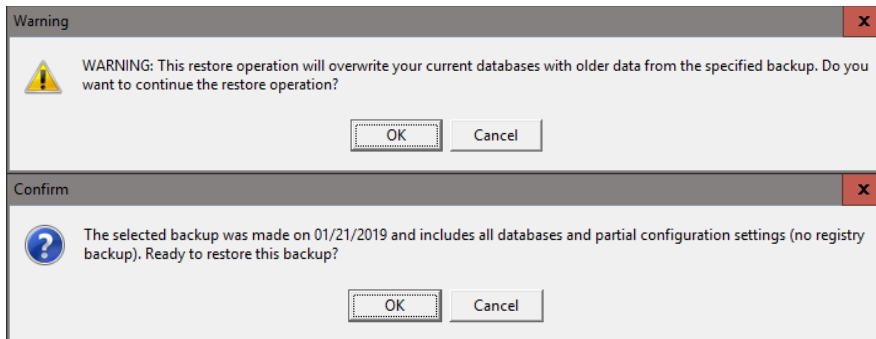 Warning
x
WARNING: This restore operation will overwrite your current databases with older data from the specified backup. Do you
want to continue the restore operation?
OK Cancel
Confirm
x
The selected backup was made on 01/21/2019 and includes all databases and partial configuration settings (no registry
backup). Ready to restore this backup?
OK Cancel